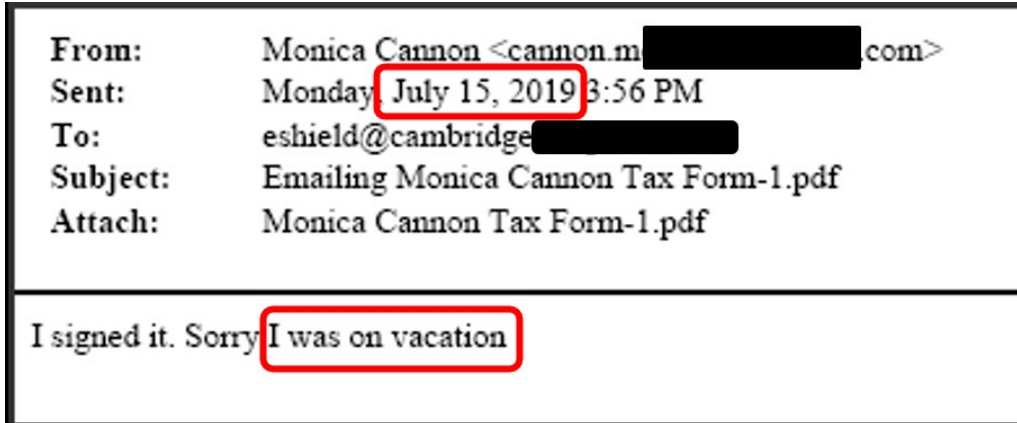 From: Monica Cannon <cannon.m .com>
Sent: Monday, July 15, 2019 3:56 PM
To: eshield@cambridge
Subject: Emailing Monica Cannon Tax Form-1.pdf
Attach: Monica Cannon Tax Form-1.pdf
I signed it. Sorry I was on vacation